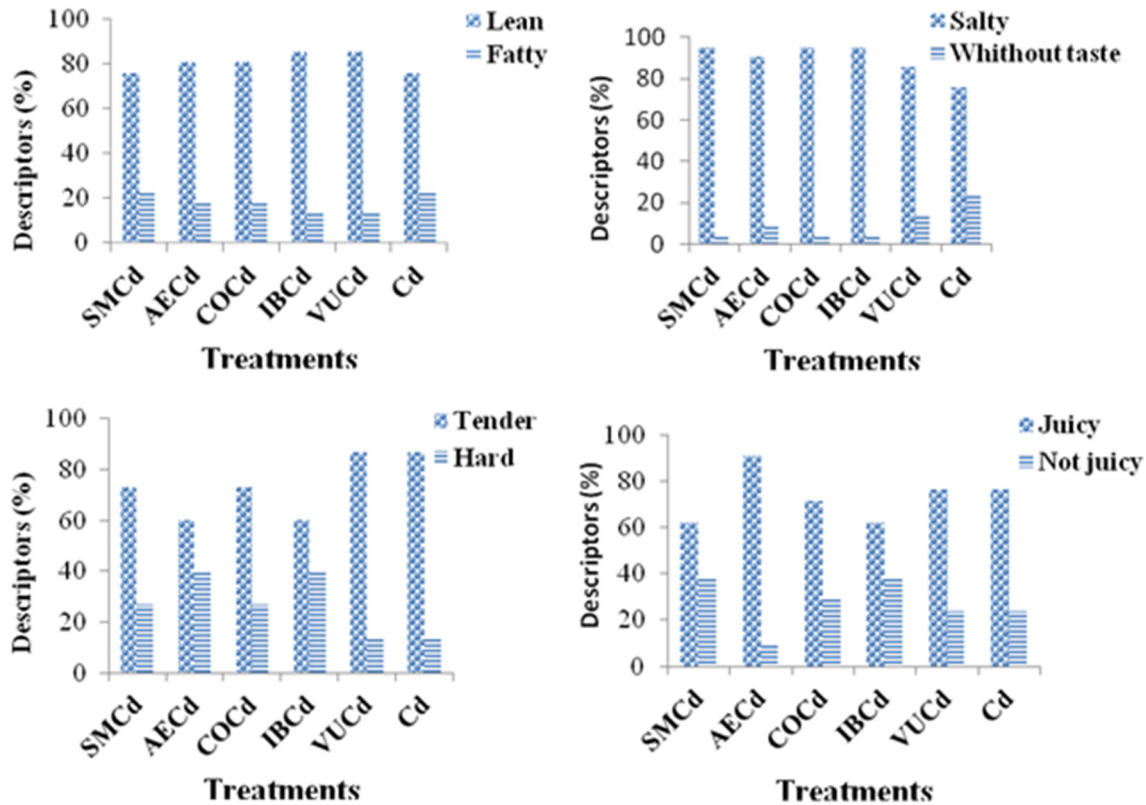 Lean
Fatty
Descriptors (%)
100
80
60
40
20
0
SMCd
AECd
COCd
IBCd
VUCd
Cd
Treatments
Salty
Whithout taste
Descriptors (%)
100
80
60
40
20
0
SMCd
AECd
COCd
IBCd
VUCd
Cd
Treatments
Tender
Hard
Descriptors (%)
100
80
60
40
20
0
SMCd
AECd
COCd
IBCd
VUCd
Cd
Treatments
Juicy
Not juicy
Descriptors (%)
100
80
60
40
20
0
SMCd
AECd
COCd
IBCd
VUCd
Cd
Treatments